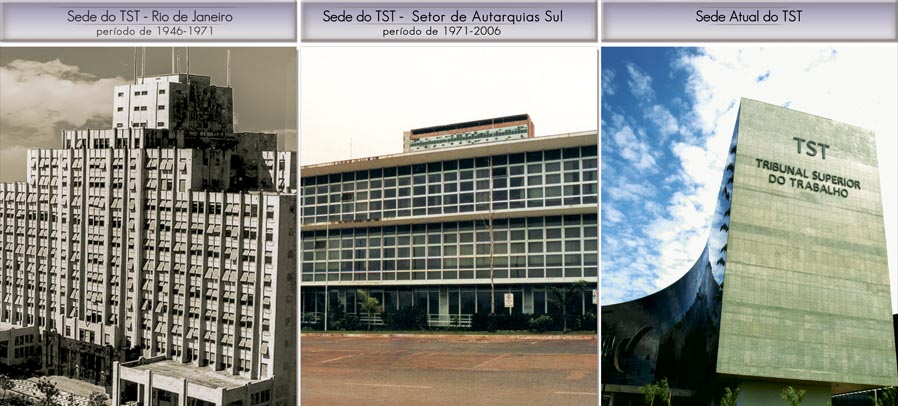 Sede do TST - Rio de Janeiro
período de 1946-1971
Sede do TST - Setor de Autarquias Sul
período de 1971-2006
Sede Atual do TST
TST
TRIBUNAL SUPERIOR
DO TRABALHO